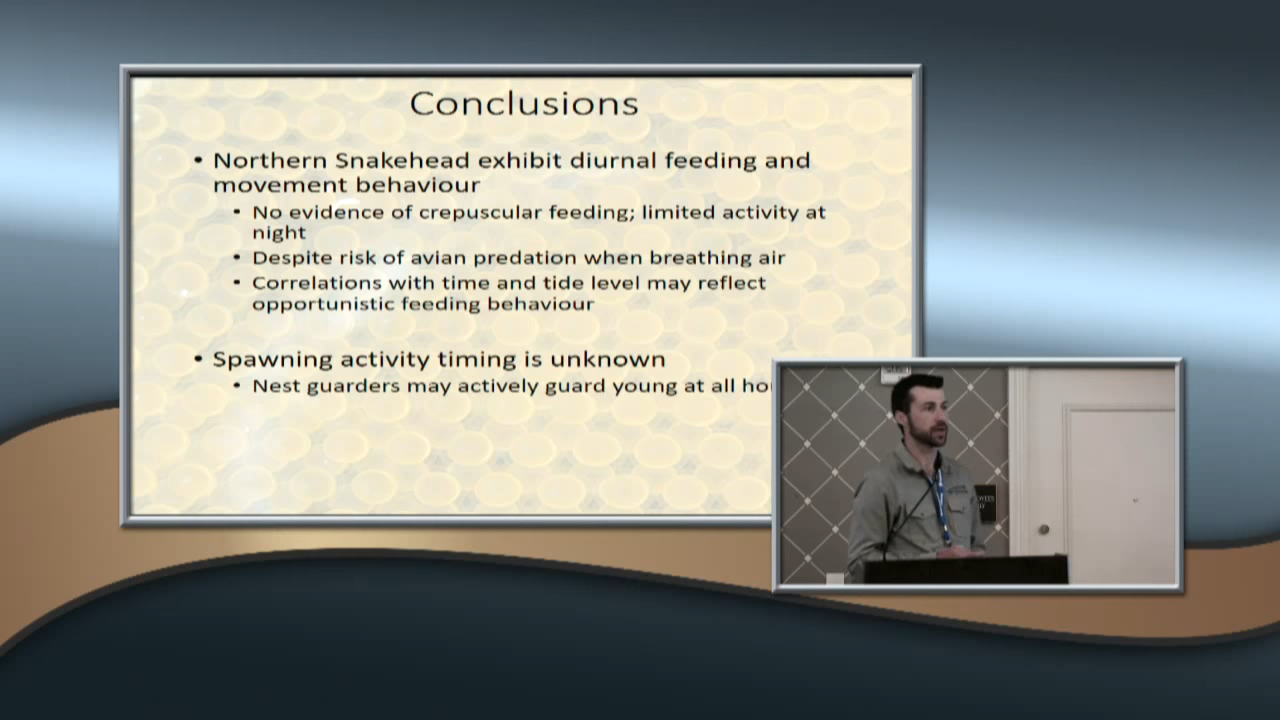 Conclusions
• Northern Snakehead exhibit diurnal feeding and
movement behaviour
• No evidence of crepuscular feeding; limited activity at
night
• Despite risk of avian predation when breathing air
• Correlations with time and tide level may reflect
opportunistic feeding behaviour
• Spawning activity timing is unknown
• Nest guarders may actively guard young at all